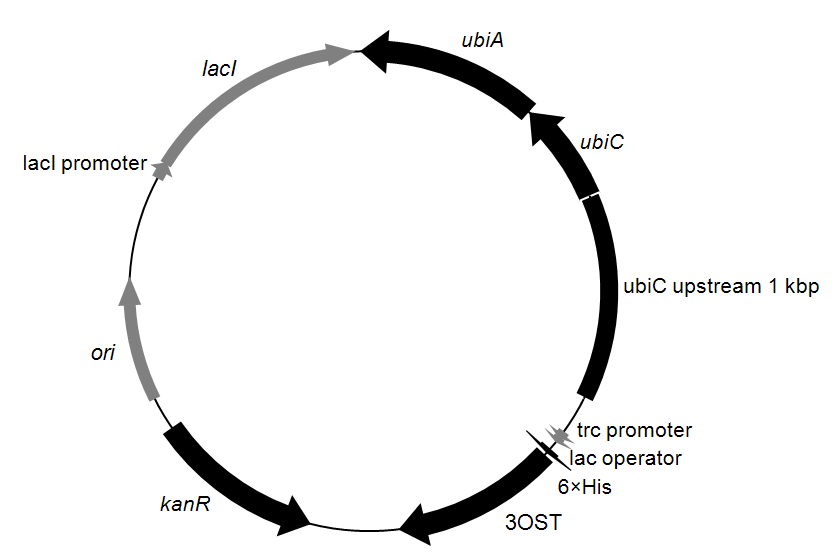 ubiA
lacI
ubiC
lacI promoter
ubiC upstream 1 kbp
ori
trc promoter
lac operator
6×His
kanR
3OST